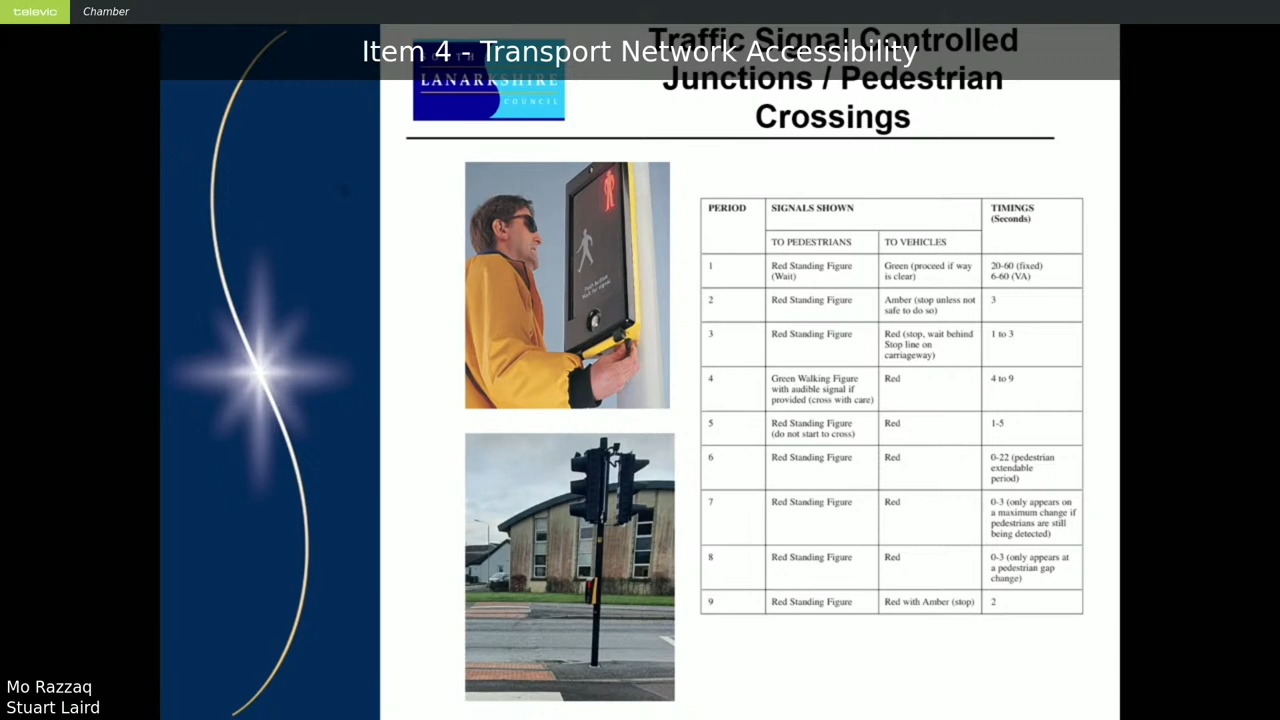 televic
Chamber
Item 4 - Transport Network Accessibility
Traffic Signal Controlled
Junctions / Pedestrian
Crossings
SOUTH
LANARKSHIRE
COUNCIL
PERIOD
SIGNALS SHOWN
TIMINGS
(Seconds)
TO PEDESTRIANS
TO VEHICLES
1
Red Standing Figure
(Wait)
Green (proceed if way
is clear)
20-60 (fixed)
6-60 (VA)
2
Red Standing Figure
Amber (stop unless not
safe to do so)
3
3
Red Standing Figure
Red (stop, wait behind
Stop line on
carriageway)
1 to 3
4
Green Walking Figure
with audible signal if
provided (cross with care)
Red
4 to 9
5
Red Standing Figure
(do not start to cross)
Red
1-5
6
Red Standing Figure
Red
0-22 (pedestrian
extendable
period)
7
Red Standing Figure
Red
0-3 (only appears on
a maximum change if
pedestrians are still
being detected)
8
Red Standing Figure
Red
0-3 (only appears at
a pedestrian gap
change)
9
Red Standing Figure
Red with Amber (stop)
2
Mo Razzaq
Stuart Laird